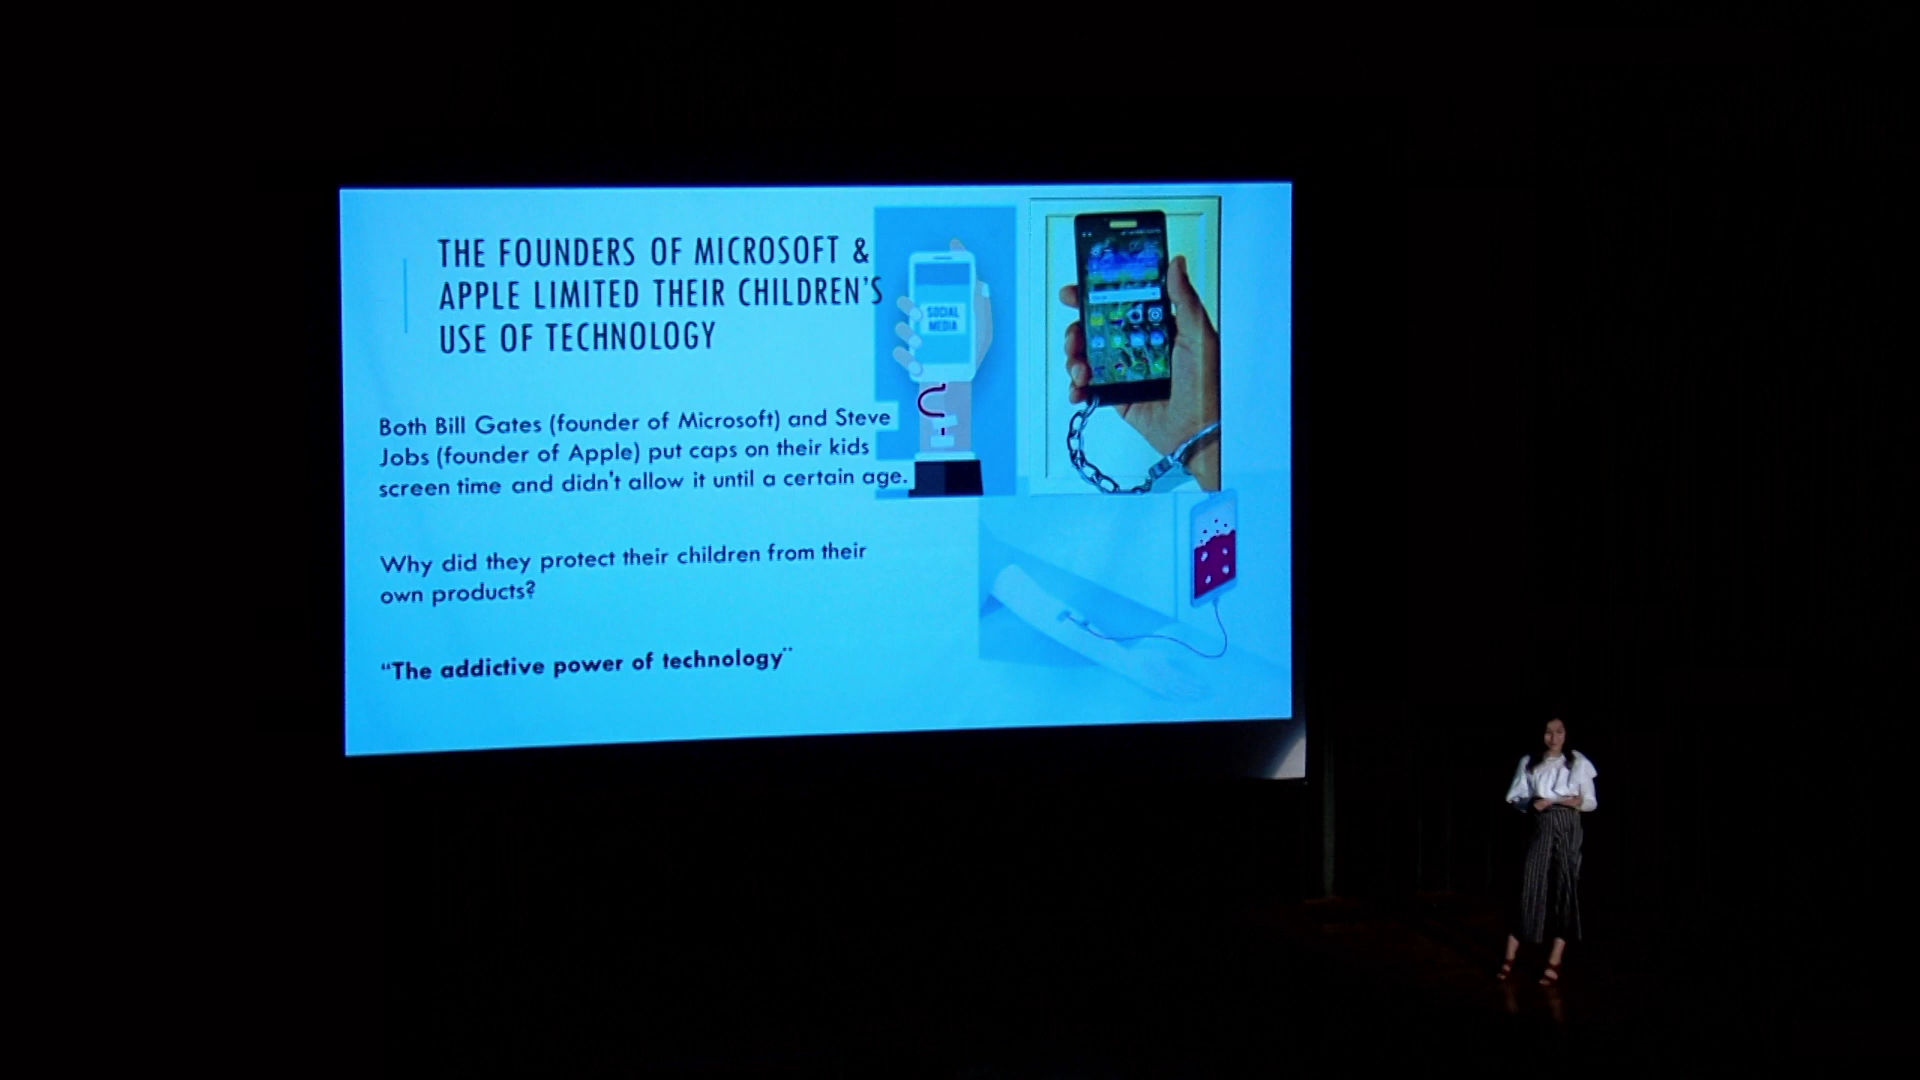 THE FOUNDERS OF MICROSOFT &
APPLE LIMITED THEIR CHILDREN'S
USE OF TECHNOLOGY
SOCIAL
MEDIA
Both Bill Gates (founder of Microsoft) and Steve
Jobs (founder of Apple) put caps on their kids
screen time and didn't allow it until a certain age.
Why did they protect their children from their
own products?
“The addictive power of technology¨